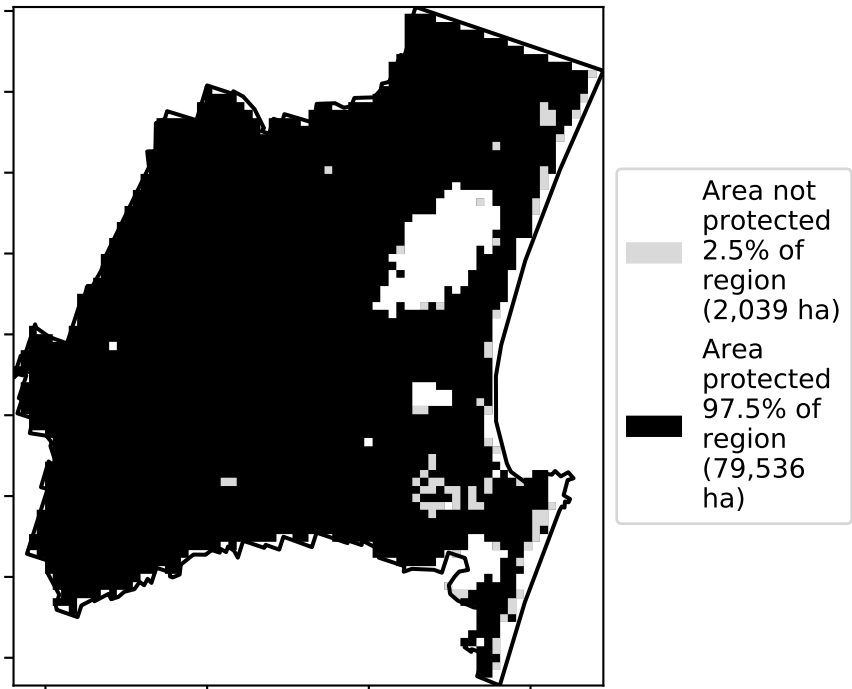 Area not
protected
2.5% of
region
(2,039 ha)
Area
protected
97.5% of
region
(79,536
ha)